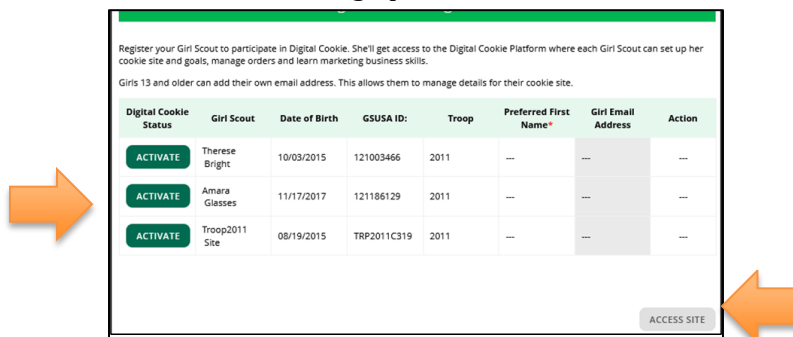 Register your Girl Scout to participate in Digital Cookie. She'll get access to the Digital Cookie Platform where each Girl Scout can set up her
cookie site and goals, manage orders and learn marketing business skills.
Girls 13 and older can add their own email address. This allows them to manage details for their cookie site.
Digital Cookie Status Girl Scout Date of Birth GSUSA ID: Troop Preferred First Name* Girl Email Address Action
ACTIVATE Therese Bright 10/03/2015 121003466 2011 --- --- ---
ACTIVATE Amara Glasses 11/17/2017 121186129 2011 --- --- ---
ACTIVATE Troop2011 Site 08/19/2015 TRP2011C319 2011 --- --- ---
ACCESS SITE